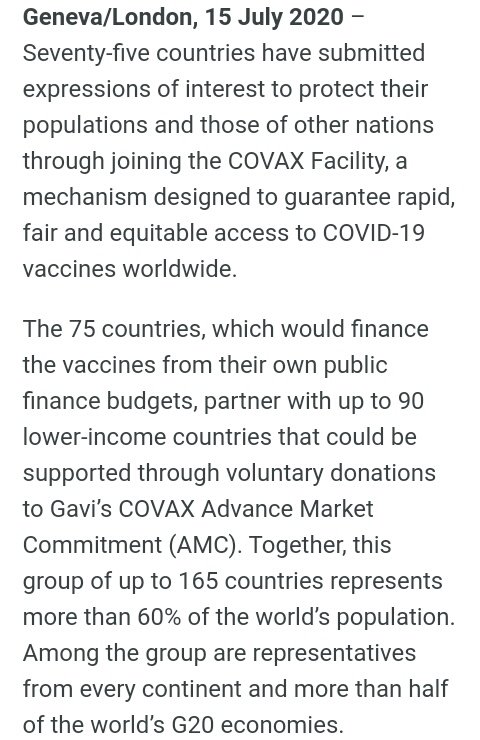 Geneva/London, 15 July 2020 –
Seventy-five countries have submitted
expressions of interest to protect their
populations and those of other nations
through joining the COVAX Facility, a
mechanism designed to guarantee rapid,
fair and equitable access to COVID-19
vaccines worldwide.
The 75 countries, which would finance
the vaccines from their own public
finance budgets, partner with up to 90
lower-income countries that could be
supported through voluntary donations
to Gavi’s COVAX Advance Market
Commitment (AMC). Together, this
group of up to 165 countries represents
more than 60% of the world’s population.
Among the group are representatives
from every continent and more than half
of the world’s G20 economies.